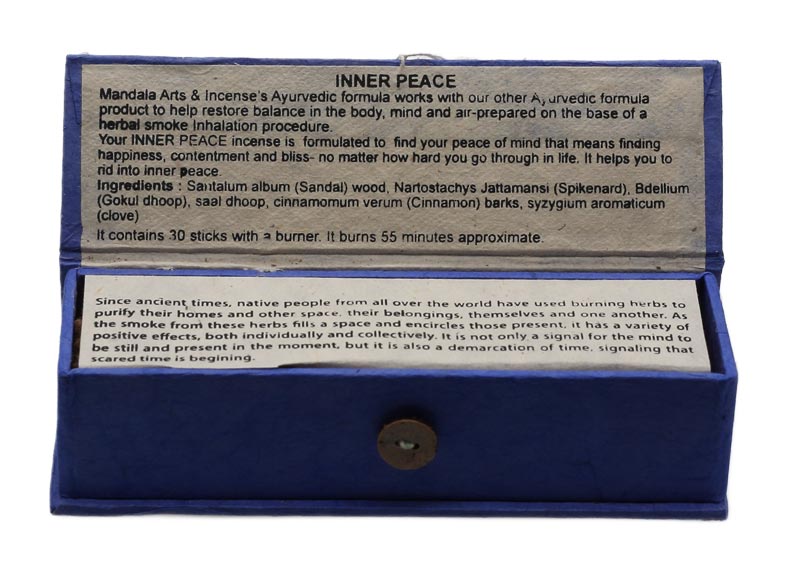 INNER PEACE
Mandala Arts & Incense's Ayurvedic formula works with our other Ayurvedic formula
product to help restore balance in the body, mind and air-prepared on the base of a
herbal smoke Inhalation procedure.
Your INNER PEACE incense is formulated to find your peace of mind that means finding
happiness, contentment and bliss- no matter how hard you go through in life. It helps you to
rid into inner peace.
Ingredients : Santalum album (Sandal) wood, Nartostachys Jattamansi (Spikenard), Bdellium
(Gokul dhoop), saal dhoop, cinnamomum verum (Cinnamon) barks, syzygium aromaticum
(clove)
It contains 30 sticks with a burner. It burns 55 minutes approximate.
Since ancient times, native people from all over the world have used burning herbs to
purify their homes and other space, their belongings, themselves and one another. As
the smoke from these herbs fills a space and encircles those present, it has a variety of
positive effects, both individually and collectively. It is not only a signal for the mind to
be still and present in the moment, but it is also a demarcation of time, signaling that
scared time is begining.